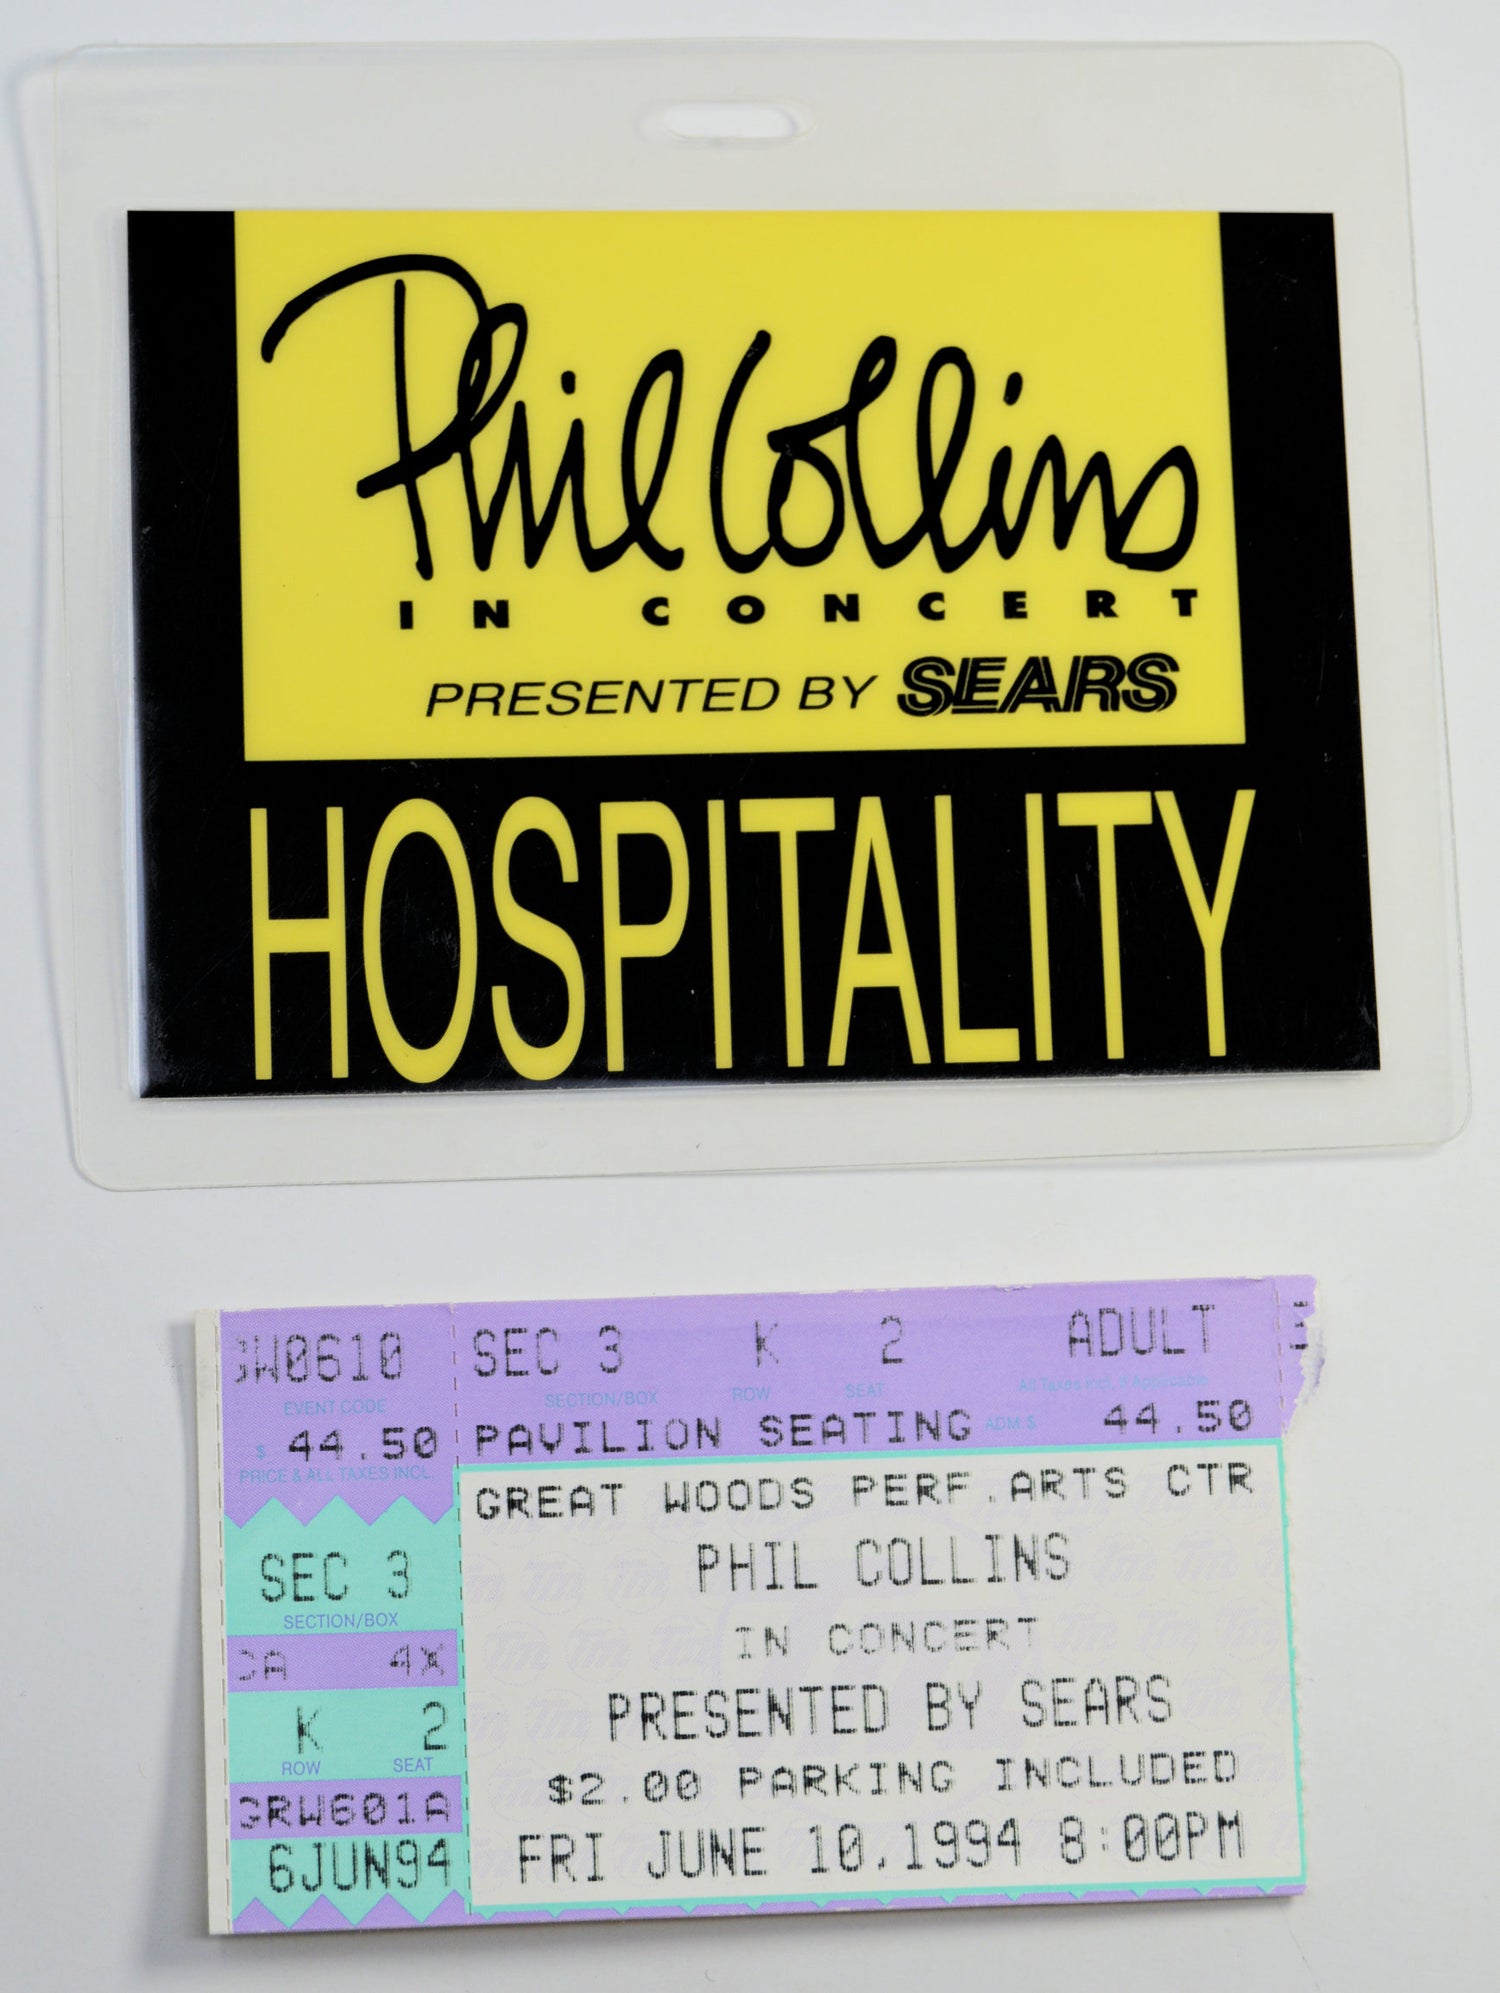 Phil Collins
IN CONCERT
PRESENTED BY SEARS
HOSPITALITY
GW0610 SEC 3 K 2 ADULT
EVENT CODE SECTION/BOX ROW SEAT All Taxes Incl. if Applicable
$ 44.50 PAVILION SEATING ADM $ 44.50
PRICE & ALL TAXES INCL.
GREAT WOODS PERF.ARTS CTR
PHIL COLLINS
SEC 3
SECTION/BOX
IN CONCERT
CA 4X
PRESENTED BY SEARS
K 2
ROW SEAT
$2.00 PARKING INCLUDED
GRW601A
6JUN94
FRI JUNE 10,1994 8:00PM